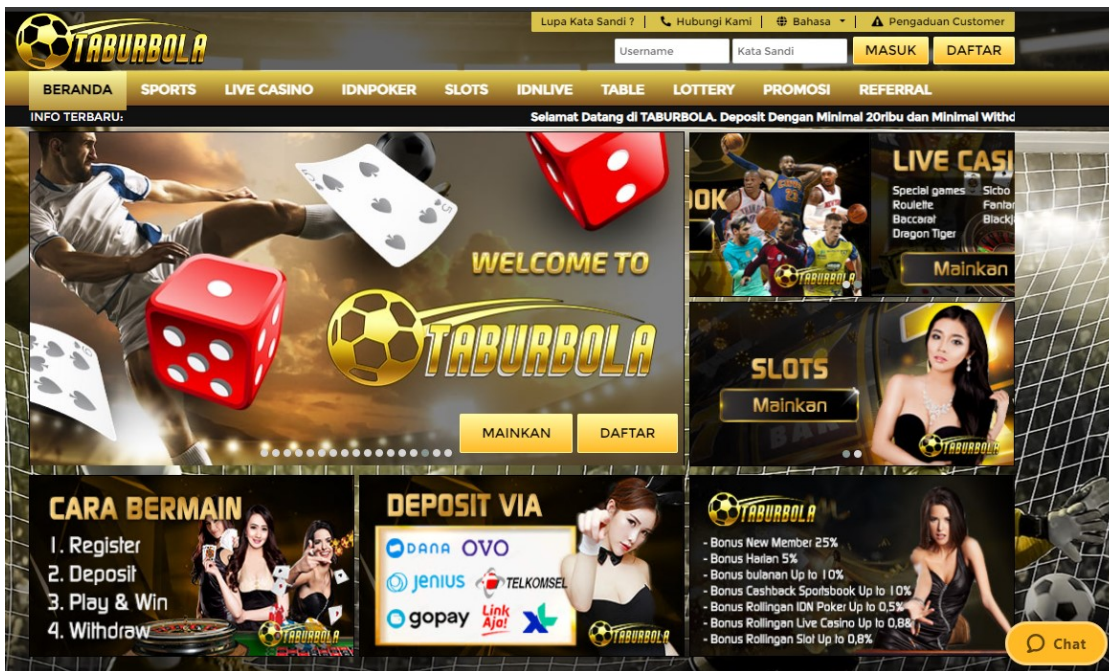 TABURBOLA
Lupa Kata Sandi ? | Hubungi Kami | Bahasa | Pengaduan Customer
Username Kata Sandi MASUK DAFTAR
BERANDA SPORTS LIVE CASINO IDNPOKER SLOTS IDNLIVE TABLE LOTTERY PROMOSI REFERRAL
INFO TERBARU: Selamat Datang di TABURBOLA. Deposit Dengan Minimal 20ribu dan Minimal Withd
WELCOME TO
TABURBOLA
MAINKAN DAFTAR
OOK
TABURBOLA
LIVE CASI
Special games Sicbo
Roulette Fantan
Baccarat Blackj
Dragon Tiger
Mainkan
SLOTS
Mainkan
TABURBOLA
CARA BERMAIN
1. Register
2. Deposit
3. Play & Win
4. Withdraw
TABURBOLA
DEPOSIT VIA
DANA OVO
Jenius TELKOMSEL
gopay Link Aja! XL
TABURBOLA
TABURBOLA
- Bonus New Member 25%
- Bonus Harian 5%
- Bonus bulanan Up to 10%
- Bonus Cashback Sportsbook Up to 10%
- Bonus Rollingan IDN Poker Up to 0,5%
- Bonus Rollingan Live Casino Up to 0,8%
- Bonus Rollingan Slot Up to 0,8%
Chat